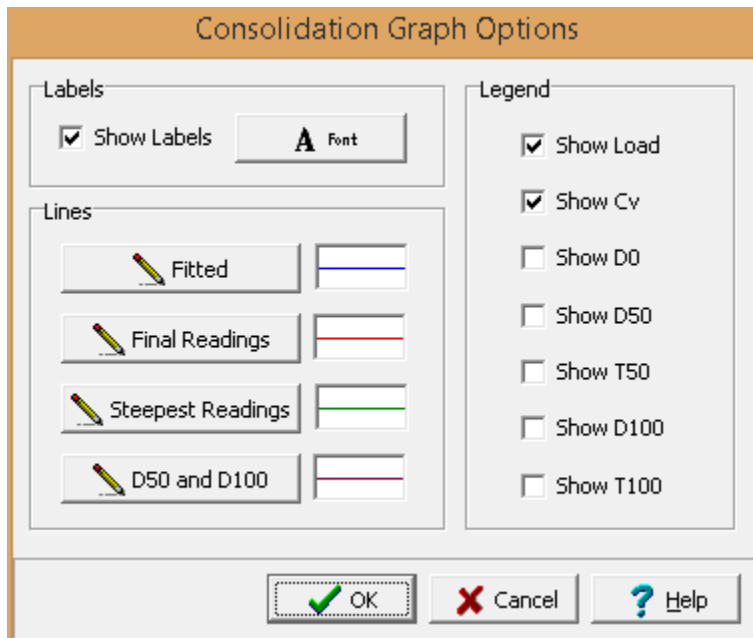 Consolidation Graph Options
Labels
Show Labels
A Font
Lines
Fitted
Final Readings
Steepest Readings
D50 and D100
Legend
Show Load
Show Cv
Show D0
Show D50
Show T50
Show D100
Show T100
OK
Cancel
? Help